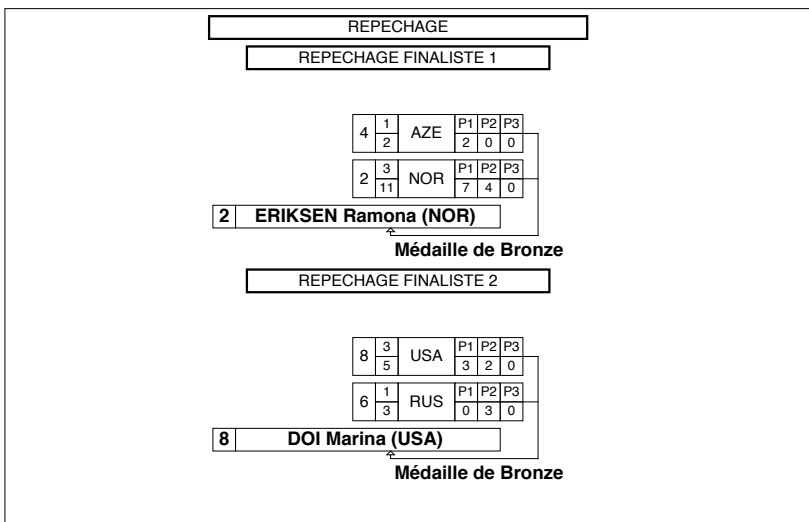 REPECHAGE
REPECHAGE FINALISTE 1
4 1 AZE P1 P2 P3
2 2 0 0
2 3 NOR P1 P2 P3
11 7 4 0
2 ERIKSEN Ramona (NOR)
Médaille de Bronze
REPECHAGE FINALISTE 2
8 3 USA P1 P2 P3
5 3 2 0
6 1 RUS P1 P2 P3
3 0 3 0
8 DOI Marina (USA)
Médaille de Bronze